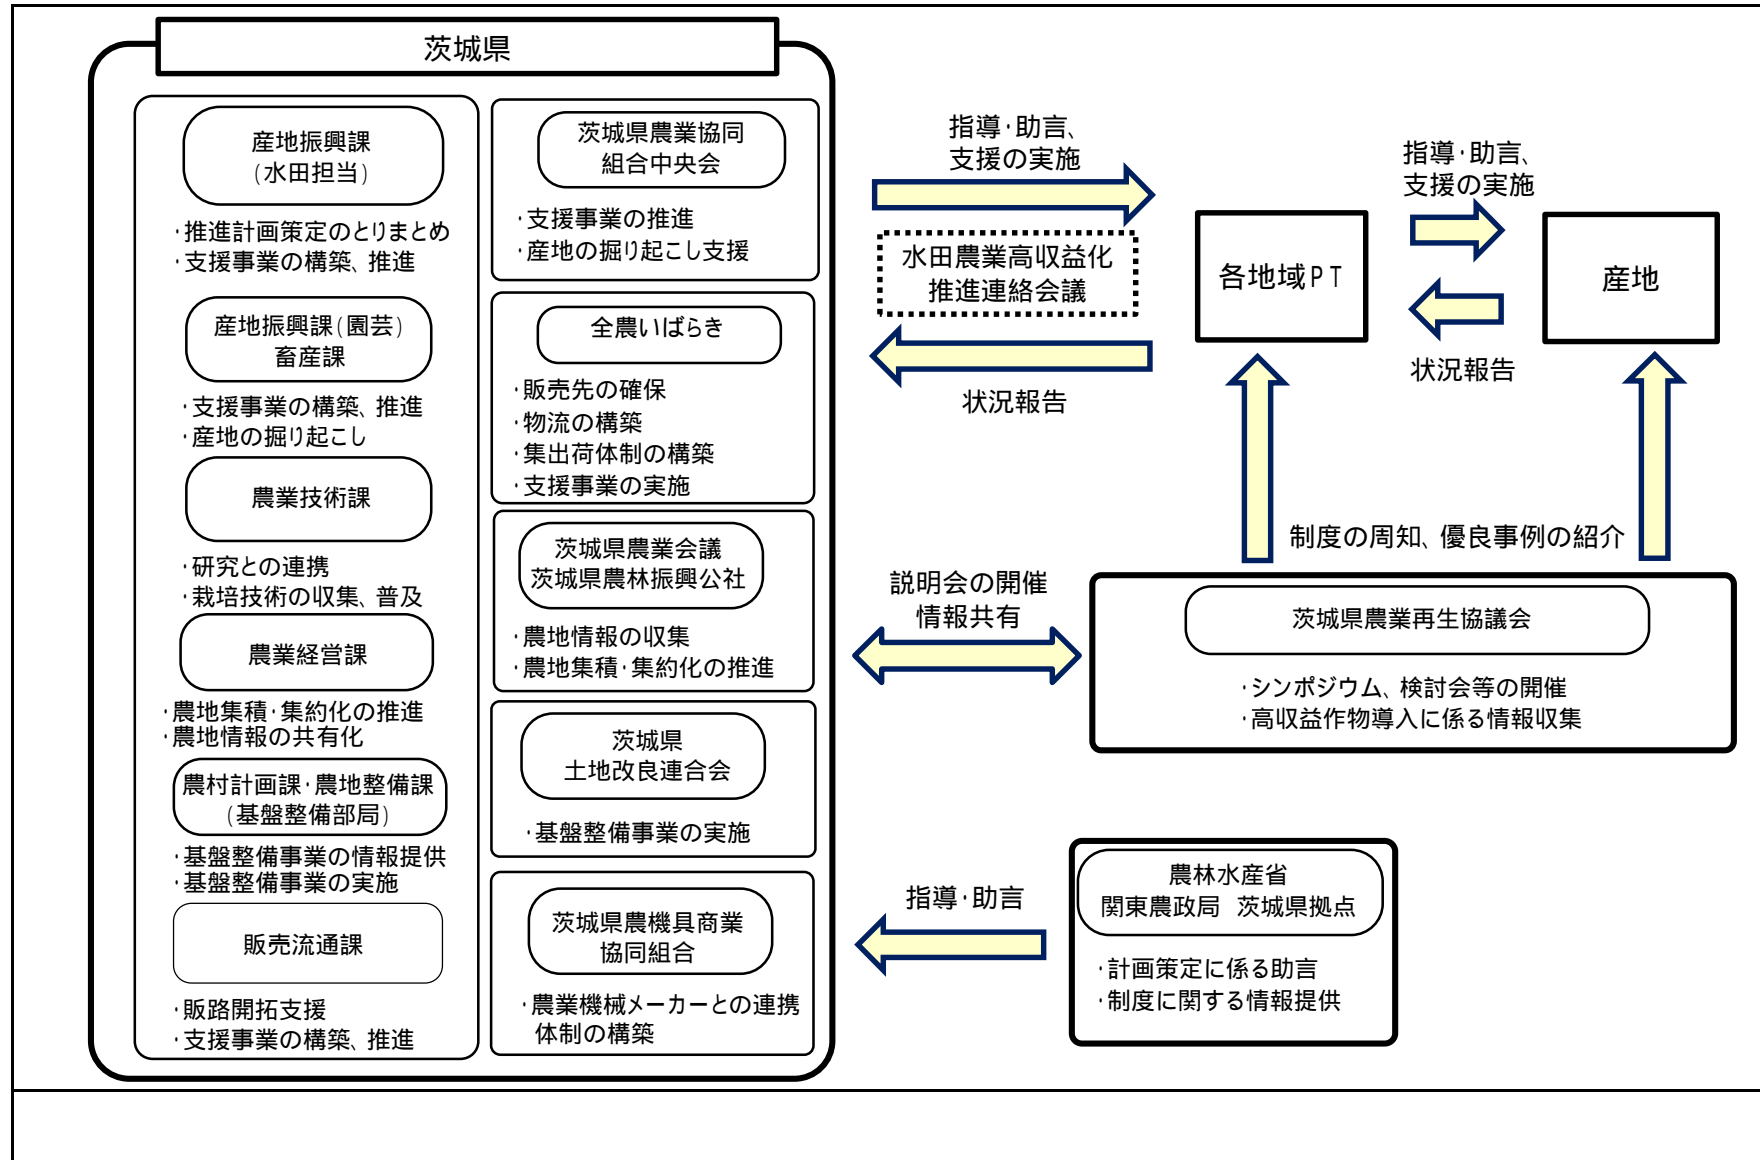 茨城県
産地振興課
(水田担当)
･推進計画策定のとりまとめ
･支援事業の構築、推進
産地振興課(園芸)
畜産課
･支援事業の構築、推進
･産地の掘り起こし
農業技術課
･研究との連携
･栽培技術の収集、普及
農業経営課
･農地集積･集約化の推進
･農地情報の共有化
農村計画課･農地整備課
(基盤整備部局)
･基盤整備事業の情報提供
･基盤整備事業の実施
販売流通課
･販路開拓支援
･支援事業の構築、推進
茨城県農業協同
組合中央会
･支援事業の推進
･産地の掘り起こし支援
全農いばらき
･販売先の確保
･物流の構築
･集出荷体制の構築
･支援事業の実施
茨城県農業会議
茨城県農林振興公社
･農地情報の収集
･農地集積･集約化の推進
茨城県
土地改良連合会
･基盤整備事業の実施
茨城県農機具商業
協同組合
･農業機械メーカーとの連携
体制の構築
指導･助言、
支援の実施
水田農業高収益化
推進連絡会議
状況報告
各地域PT
指導･助言、
支援の実施
状況報告
産地
制度の周知、優良事例の紹介
説明会の開催
情報共有
茨城県農業再生協議会
･シンポジウム、検討会等の開催
･高収益作物導入に係る情報収集
指導･助言
農林水産省
関東農政局 茨城県拠点
･計画策定に係る助言
･制度に関する情報提供